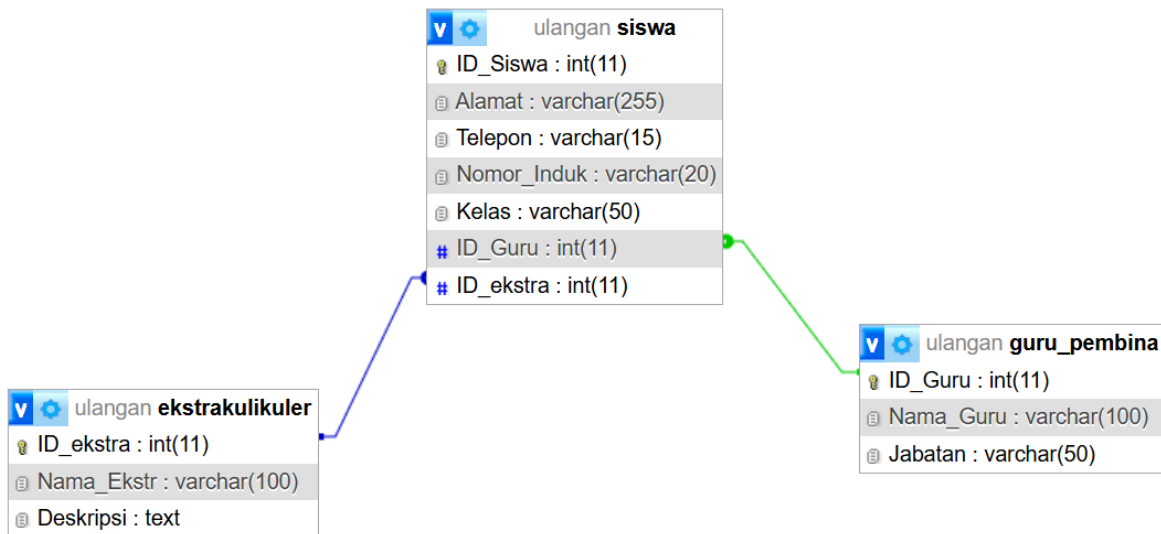 v ulangan siswa
ID_Siswa : int(11)
Alamat : varchar(255)
Telepon : varchar(15)
Nomor_Induk : varchar(20)
Kelas : varchar(50)
# ID_Guru : int(11)
# ID_ekstra : int(11)
v ulangan guru_pembina
ID_Guru : int(11)
Nama_Guru : varchar(100)
Jabatan : varchar(50)
v ulangan ekstrakulikuler
ID_ekstra : int(11)
Nama_Ekstr : varchar(100)
Deskripsi : text